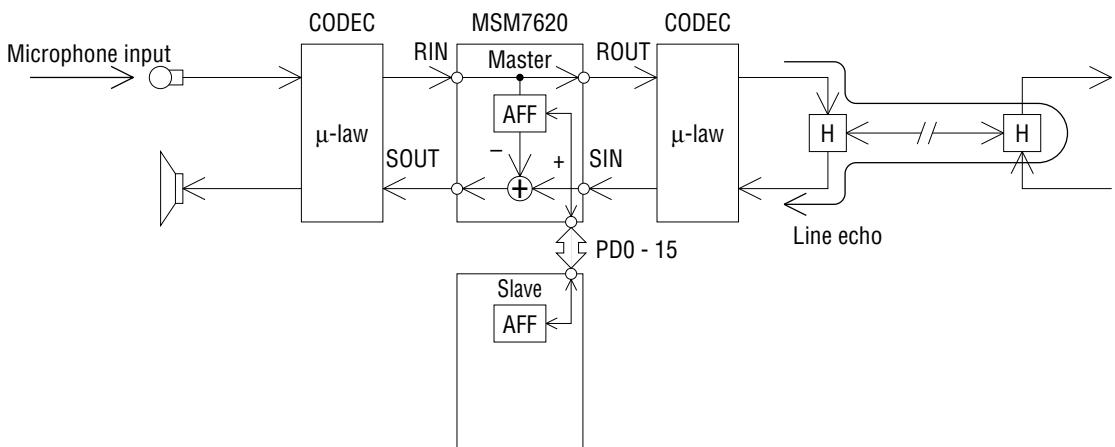 CODEC
MSM7620
CODEC
Microphone input
RIN
Master
ROUT
AFF
μ-law
μ-law
H
H
−
+
SOUT
SIN
+
Line echo
PD0 - 15
Slave
AFF